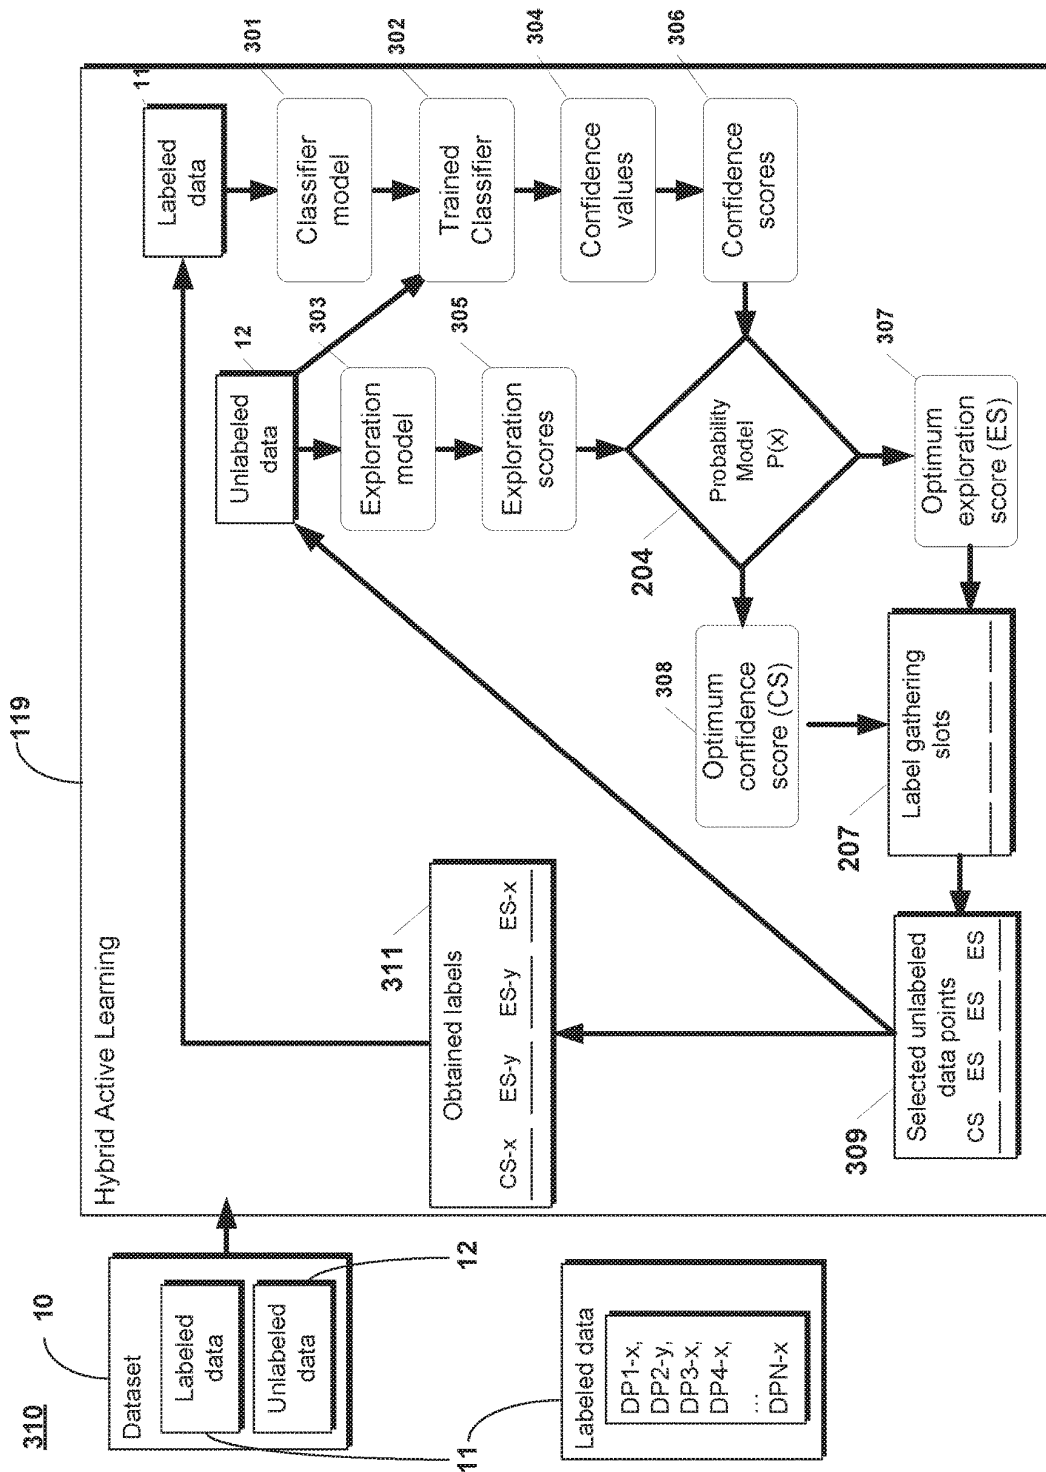 310
10
Dataset
Labeled
data
Unlabeled
data
12
11
Labeled data
DP1-x,
DP2-y,
DP3-x,
DP4-x,
...
DPN-x
119
Hybrid Active Learning
Labeled
data
11
Classifier
model
301
Trained
Classifier
302
Confidence
values
304
Confidence
scores
306
Unlabeled
data
12
Exploration
model
303
Exploration
scores
305
Probability
Model
P(x)
204
Optimum
exploration
score (ES)
307
Optimum
confidence
score (CS)
308
Label gathering
slots
207
Selected unlabeled
data points
CS ES ES ES
309
Obtained labels
CS-x ES-y ES-y ES-x
311